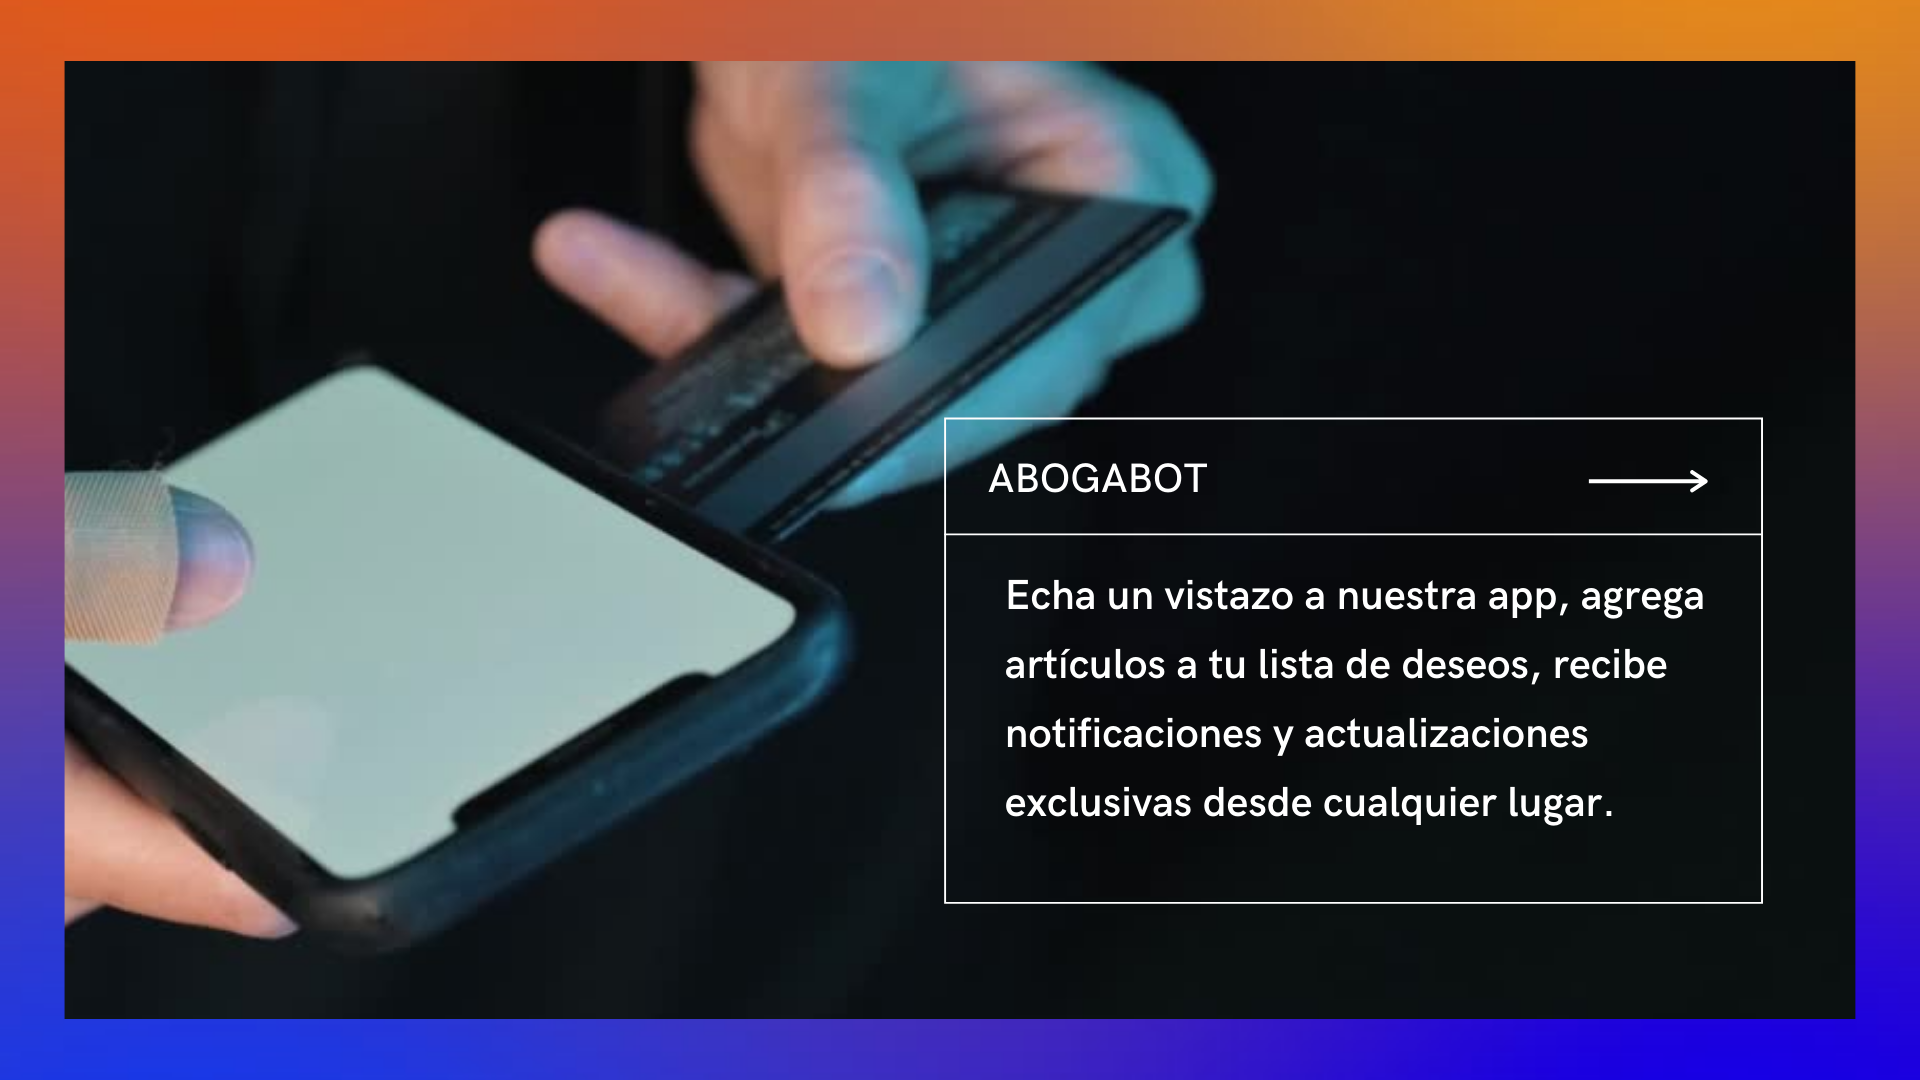 ABOGABOT
Echa un vistazo a nuestra app, agrega
artículos a tu lista de deseos, recibe
notificaciones y actualizaciones
exclusivas desde cualquier lugar.